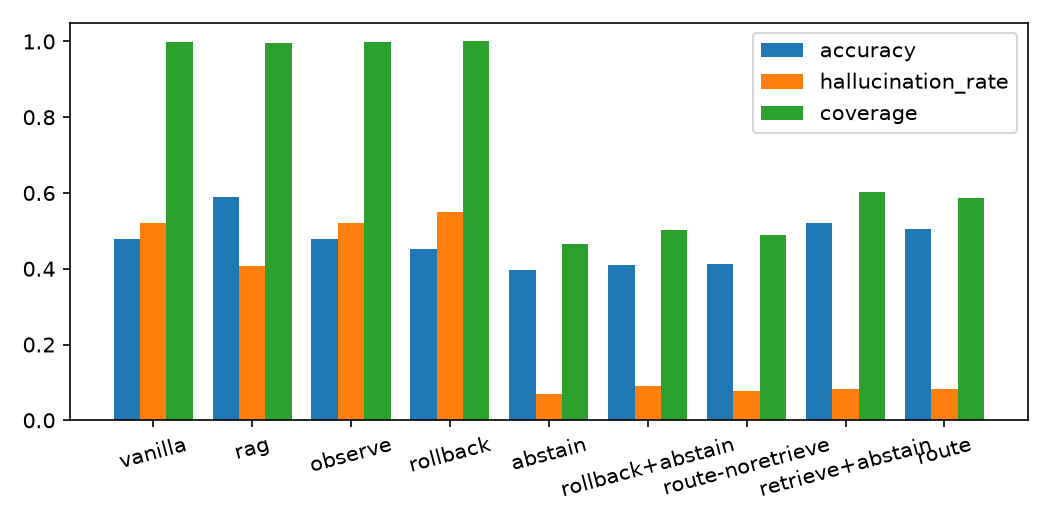 1.0
0.8
0.6
0.4
0.2
0.0
accuracy
hallucination_rate
coverage
vanilla
rag
observe
rollback
abstain
rollback+abstain
route-noretrieve
retrieve+abstain
route